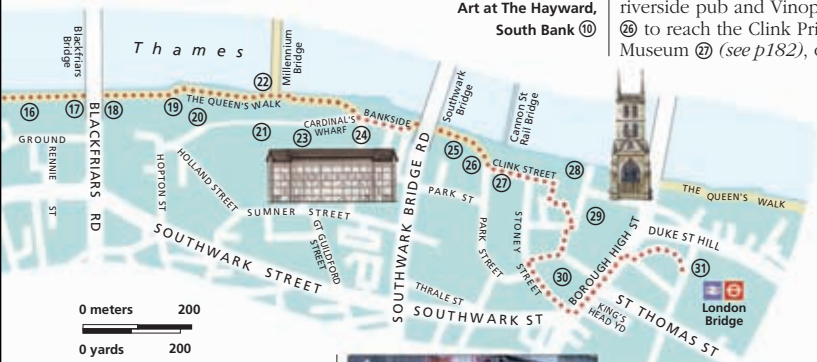 Art at The Hayward,
South Bank ⑩
riverside pub and Vinop
㉖ to reach the Clink Pri
Museum ㉗ (see p182), o
Blackfriars
Bridge
Thames
Millennium
Bridge
Southwark
Bridge
Cannon St
Rail Bridge
⑯
⑰
BLACKFRIARS RD
⑱
⑲
⑳
THE QUEEN'S WALK
㉒
㉑
㉓
CARDINAL'S
WHARF
㉔
BANKSIDE
㉕
㉖
CLINK STREET
㉗
㉘
THE QUEEN'S WALK
GROUND
RENNIE
ST
HOPTON ST
HOLLAND STREET
SUMNER STREET
GT GUILDFORD
STREET
SOUTHWARK STREET
SOUTHWARK BRIDGE RD
PARK ST
PARK STREET
STONEY STREET
THRALE ST
SOUTHWARK ST
㉙
㉚
BOROUGH HIGH ST
DUKE ST HILL
㉛
KING'S
HEAD YD
ST THOMAS ST
London
Bridge
0 meters 200
0 yards 200